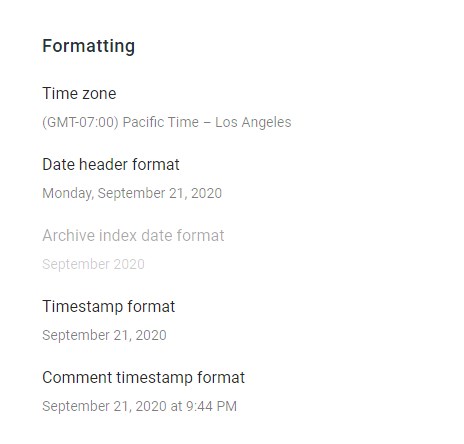 Formatting
Time zone
(GMT-07:00) Pacific Time – Los Angeles
Date header format
Monday, September 21, 2020
Archive index date format
September 2020
Timestamp format
September 21, 2020
Comment timestamp format
September 21, 2020 at 9:44 PM